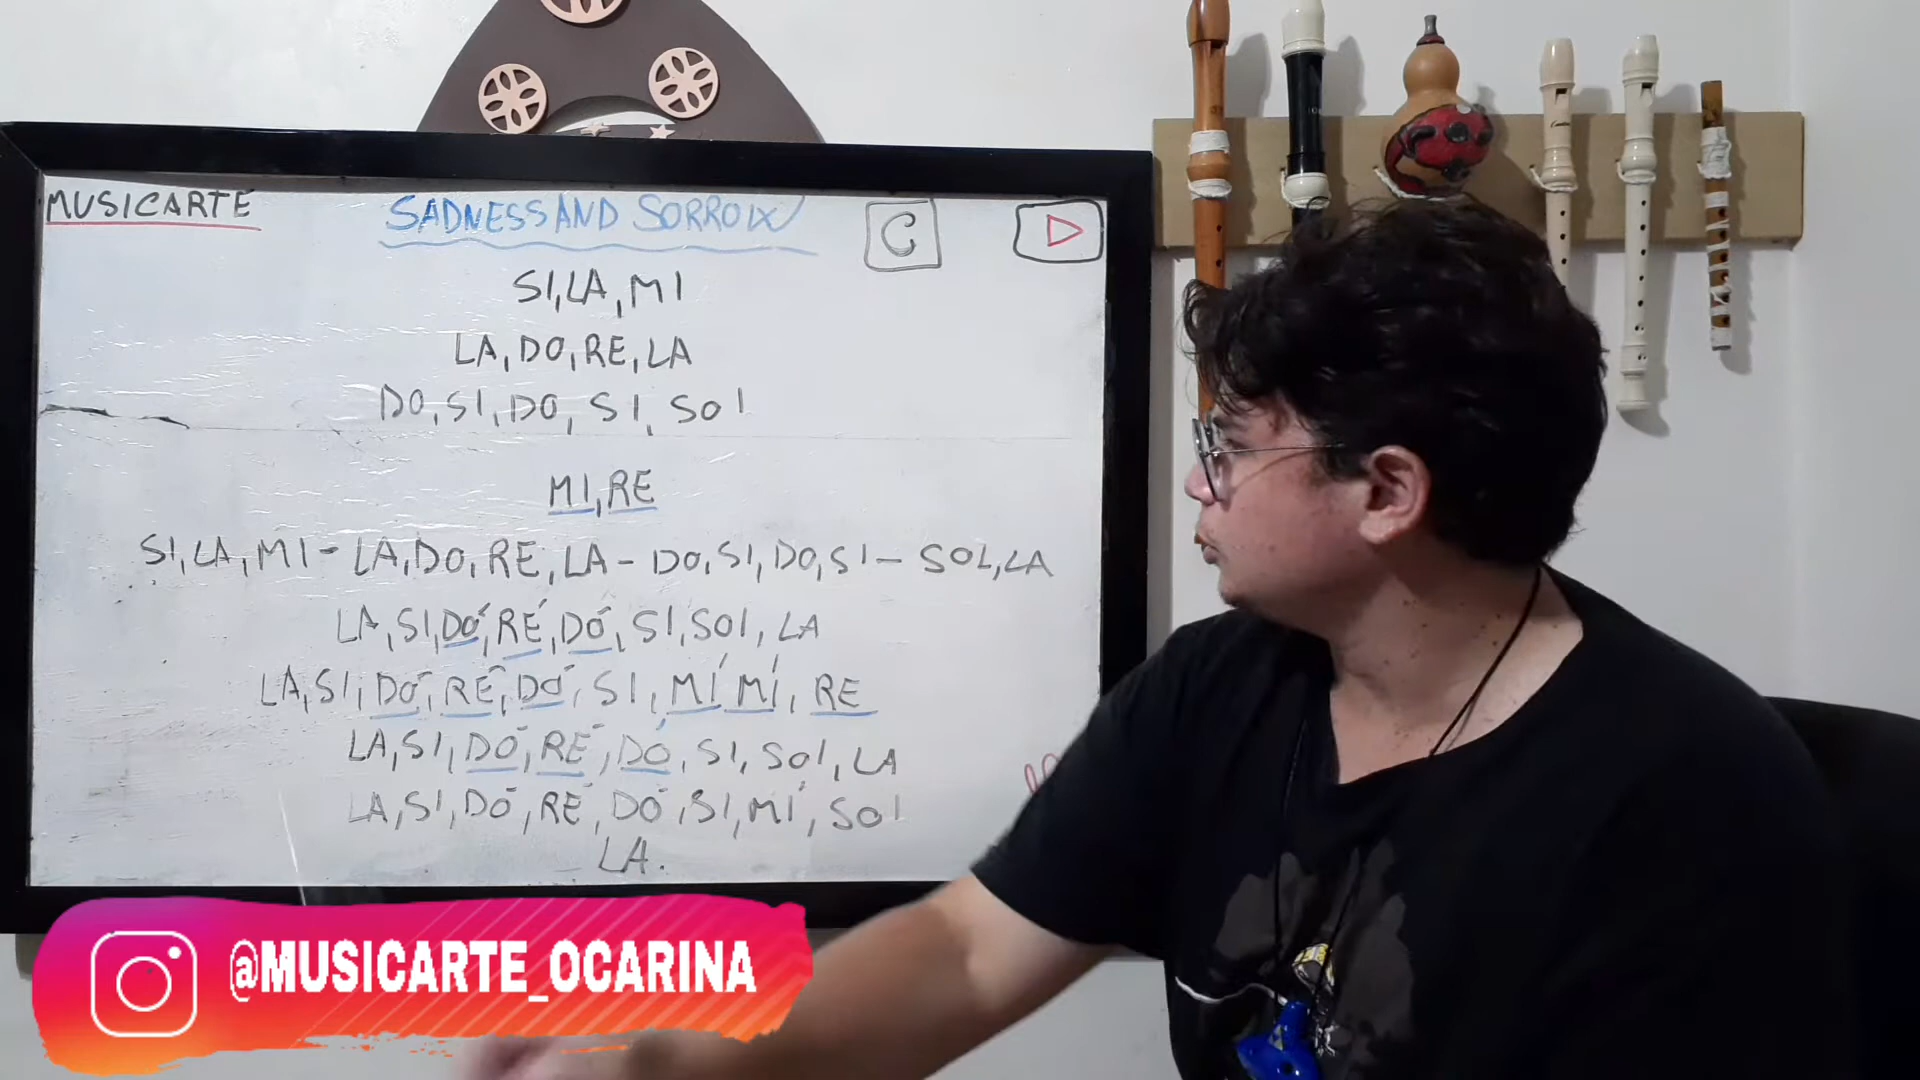 MUSICARTE
SADNESS AND SORROW
C
SI, LA, MI
LA, DO, RE, LA
DO, SI, DO, SI, SOL
MI, RE
SI, LA, MI - LA, DO, RE, LA - DO, SI, DO, SI - SOL, LA
LA, SI, DÓ, RÉ, DÓ, SI, SOL, LA
LA, SI, DÓ, RÊ, DÓ, SI, MÍ MÍ, RE
LA, SI, DÓ, RÉ, DÓ, SI, SOL, LA
LA, SI, DÓ, RÉ, DÓ, SI, MÍ, SOL
LA.
@MUSICARTE_OCARINA